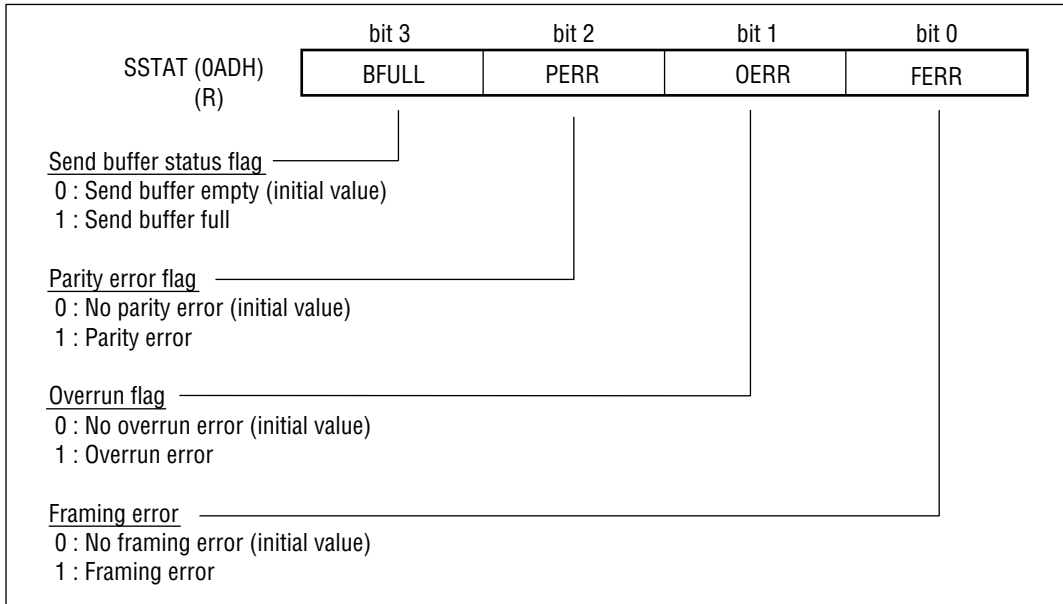 bit 3 bit 2 bit 1 bit 0
SSTAT (0ADH) BFULL PERR OERR FERR
(R)
Send buffer status flag
0 : Send buffer empty (initial value)
1 : Send buffer full
Parity error flag
0 : No parity error (initial value)
1 : Parity error
Overrun flag
0 : No overrun error (initial value)
1 : Overrun error
Framing error
0 : No framing error (initial value)
1 : Framing error